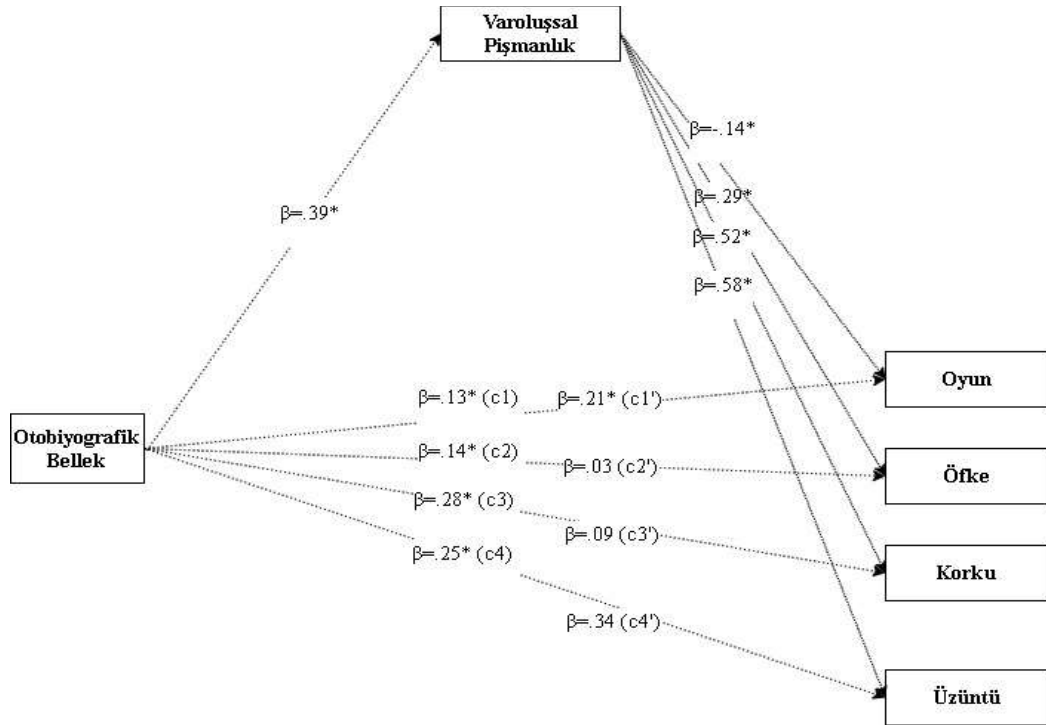 Varoluşsal
Pişmanlık
β=-.14*
β=.29*
β=.39*
β=.52*
β=.58*
Oyun
β=.13* (c1)
β=.21* (c1')
Otobiyografik
Bellek
β=.14* (c2)
β=.03 (c2')
Öfke
β=.28* (c3)
β=.09 (c3')
β=.25* (c4)
Korku
β=.34 (c4')
Üzüntü